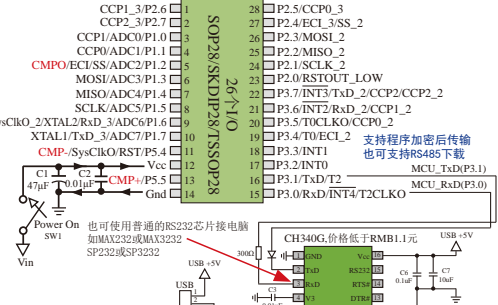 CCP1_3/P2.6 1
CCP2_3/P2.7 2
CCP1/ADC0/P1.0 3
CCP0/ADC1/P1.1 4
CMPO/ECI/SS/ADC2/P1.2 5
MOSI/ADC3/P1.3 6
MISO/ADC4/P1.4 7
SCLK/ADC5/P1.5 8
ysClkO_2/XTAL2/RxD_3/ADC6/P1.6 9
XTAL1/TxD_3/ADC7/P1.7 10
CMP-/SysClkO/RST/P5.4 11
Vcc 12
CMP+/P5.5 13
Gnd 14
SOP28/SKDIP28/TSSOP28
26个I/O
28 P2.5/CCP0_3
27 P2.4/ECI_3/SS_2
26 P2.3/MOSI_2
25 P2.2/MISO_2
24 P2.1/SCLK_2
23 P2.0/RSTOUT_LOW
22 P3.7/INT3/TxD_2/CCP2/CCP2_2
21 P3.6/INT2/RxD_2/CCP1_2
20 P3.5/T0CLKO/CCP0_2
19 P3.4/T0/ECI_2
18 P3.3/INT1
17 P3.2/INT0
16 P3.1/TxD/T2
15 P3.0/RxD/INT4/T2CLKO
支持程序加密后传输
也可支持RS485下载
MCU_TxD(P3.1)
MCU_RxD(P3.0)
C1
47μF
C2
0.01μF
Power On
SW1
Vin
也可使用普通的RS232芯片接电脑
如MAX232或MAX3232
SP232或SP3232
USB +5V
USB
1
2
300Ω
C3
CH340G,价格低于RMB1.1元
1 GND
2 TxD
3 RxD
4 V3
Vcc 16
RS232 15
RTS# 14
DTR# 13
USB +5V
C6
0.1uF
C7
10uF